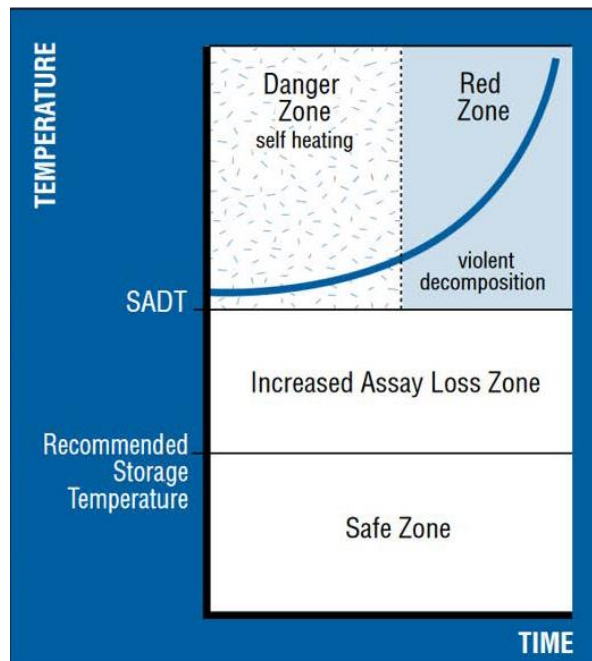 TEMPERATURE
Danger
Zone
self heating
Red
Zone
violent
decomposition
SADT
Increased Assay Loss Zone
Recommended
Storage
Temperature
Safe Zone
TIME